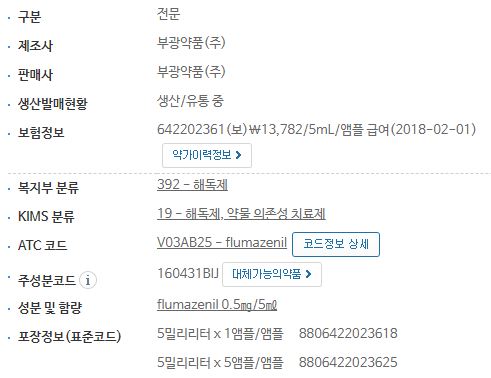 구분 전문
제조사 부광약품(주)
판매사 부광약품(주)
생산발매현황 생산/유통 중
보험정보 642202361(보)￦13,782/5mL/앰플 급여(2018-02-01)
약가이력정보
복지부 분류 392 - 해독제
KIMS 분류 19 - 해독제, 약물 의존성 치료제
ATC 코드 V03AB25 - flumazenil 코드정보 상세
주성분코드 i 160431BIJ 대체가능의약품
성분 및 함량 flumazenil 0.5㎎/5㎖
포장정보(표준코드) 5밀리리터 x 1앰플/앰플 8806422023618
5밀리리터 x 5앰플/앰플 8806422023625